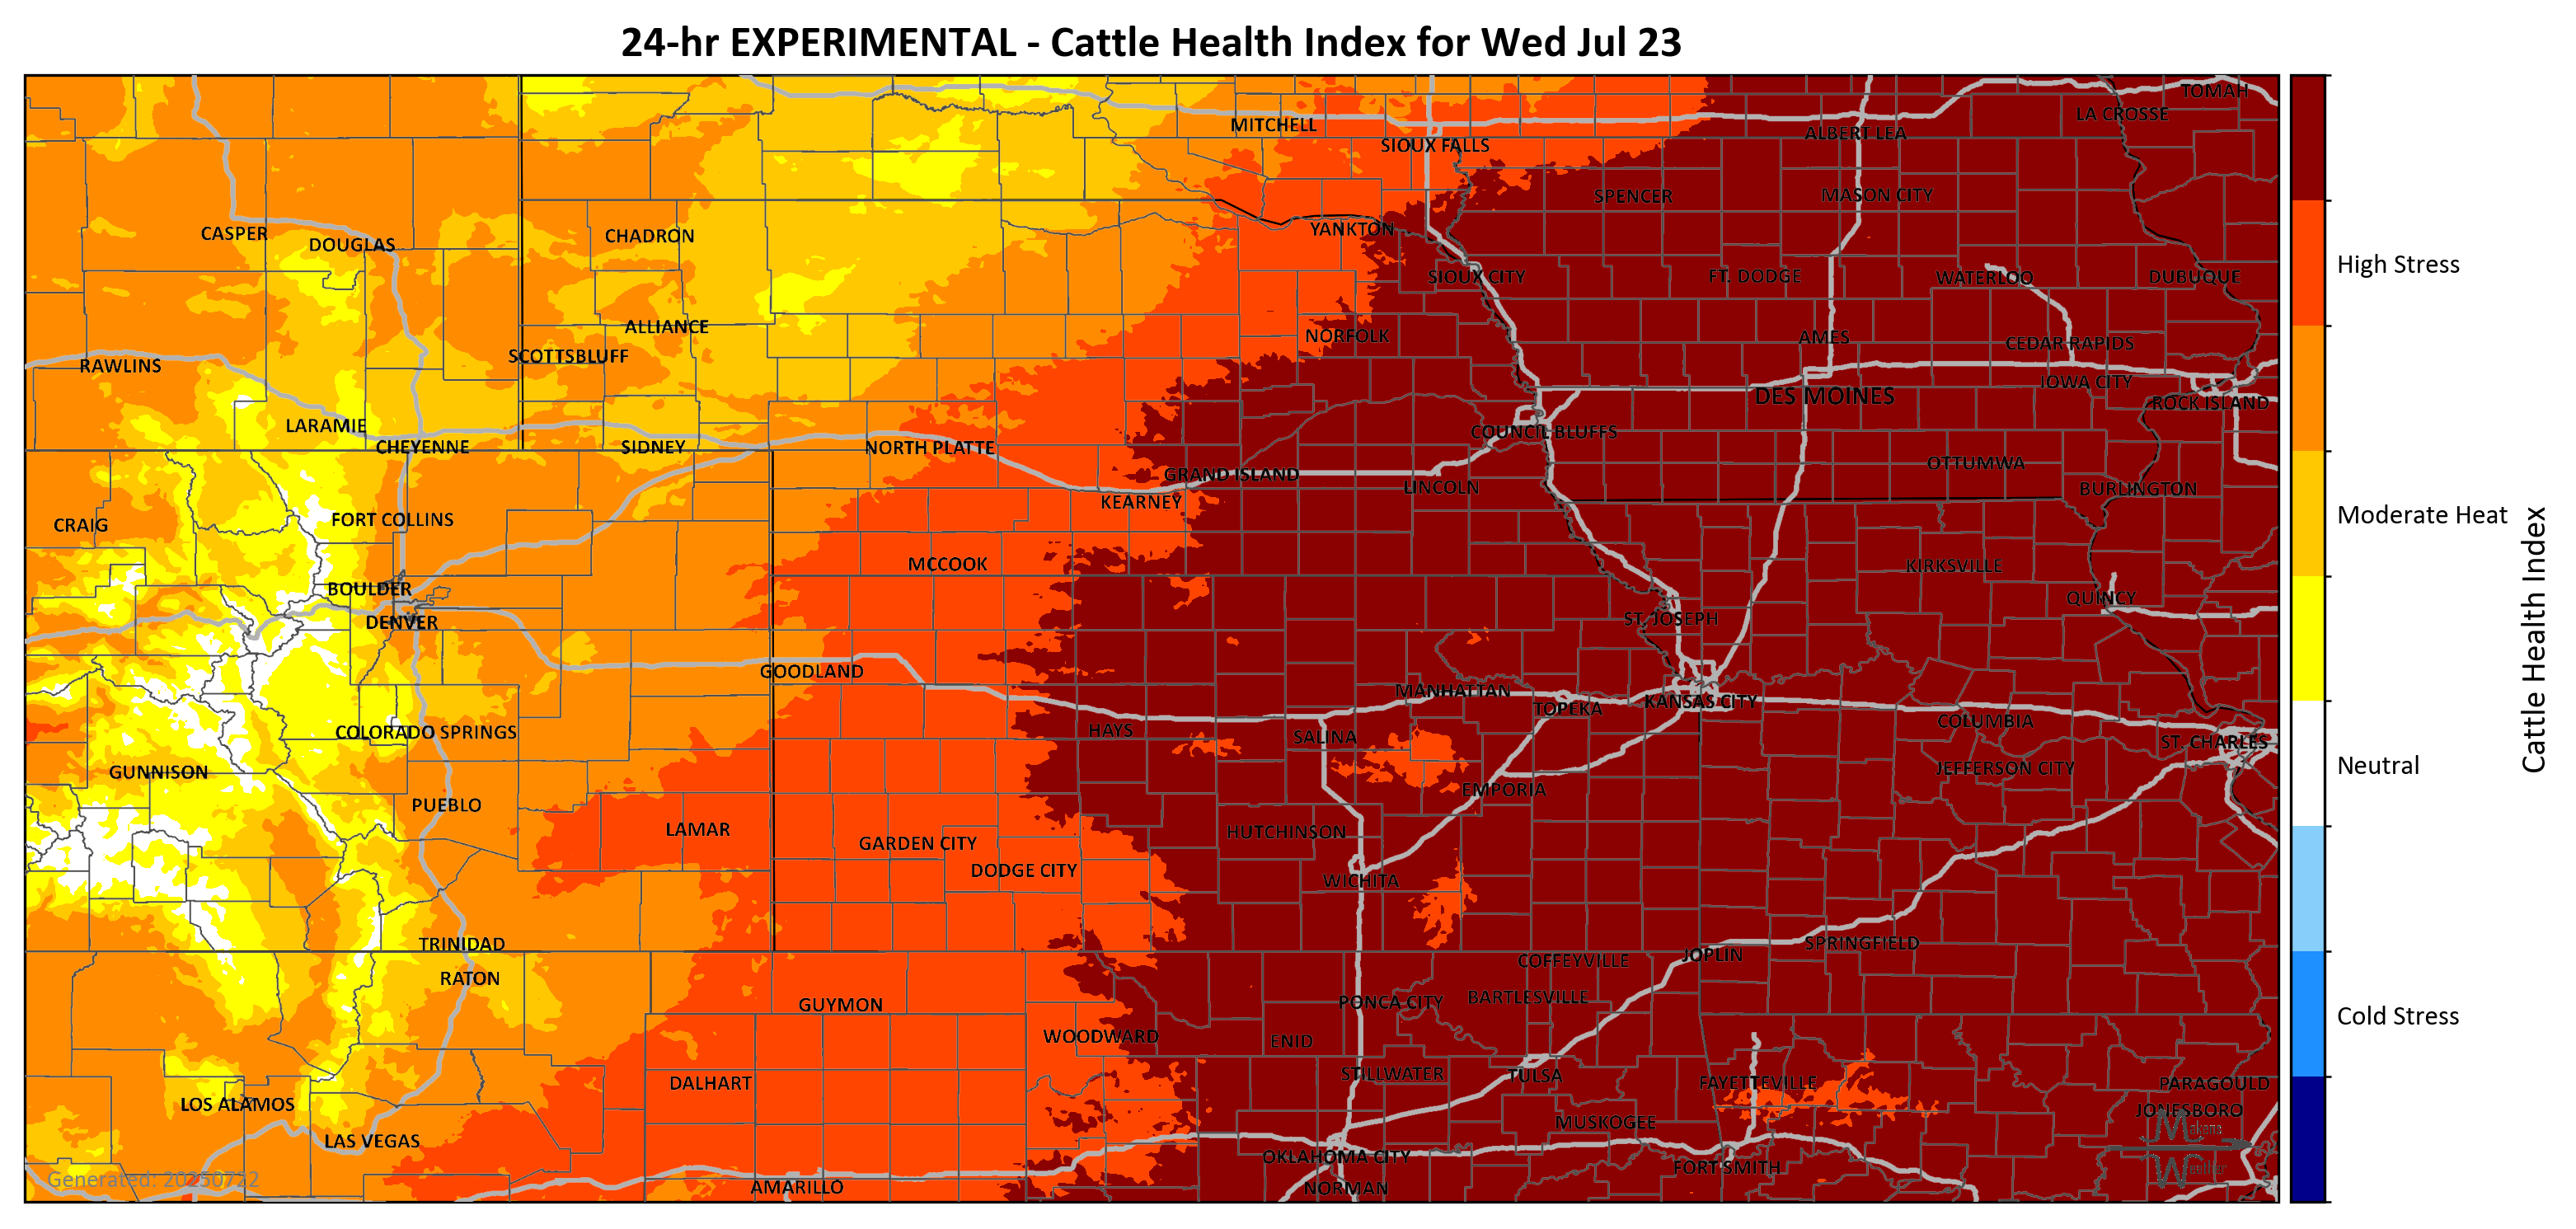 24-hr EXPERIMENTAL - Cattle Health Index for Wed Jul 23
TOMAH
LA CROSSE
MITCHELL
ALBERT LEA
SIOUX FALLS
SPENCER
MASON CITY
CASPER
DOUGLAS
CHADRON
YANKTON
SIOUX CITY
FT. DODGE
WATERLOO
DUBUQUE
High Stress
ALLIANCE
NORFOLK
AMES
CEDAR RAPIDS
SCOTTSBLUFF
RAWLINS
IOWA CITY
DES MOINES
ROCK ISLAND
LARAMIE
COUNCIL BLUFFS
CHEYENNE
SIDNEY
NORTH PLATTE
OTTUMWA
GRAND ISLAND
LINCOLN
BURLINGTON
KEARNEY
Moderate Heat
CRAIG
FORT COLLINS
MCCOOK
KIRKSVILLE
BOULDER
QUINCY
DENVER
ST. JOSEPH
Cattle Health Index
GOODLAND
MANHATTAN
KANSAS CITY
TOPEKA
COLUMBIA
HAYS
COLORADO SPRINGS
SALINA
ST. CHARLES
Neutral
GUNNISON
JEFFERSON CITY
EMPORIA
PUEBLO
LAMAR
HUTCHINSON
GARDEN CITY
DODGE CITY
WICHITA
TRINIDAD
SPRINGFIELD
JOPLIN
COFFEYVILLE
RATON
BARTLESVILLE
GUYMON
PONCA CITY
Cold Stress
WOODWARD
ENID
STILLWATER
TULSA
DALHART
FAYETTEVILLE
PARAGOULD
LOS ALAMOS
JONESBORO
MUSKOGEE
LAS VEGAS
OKLAHOMA CITY
FORT SMITH
Weather
Generated: 20250722
AMARILLO
NORMAN